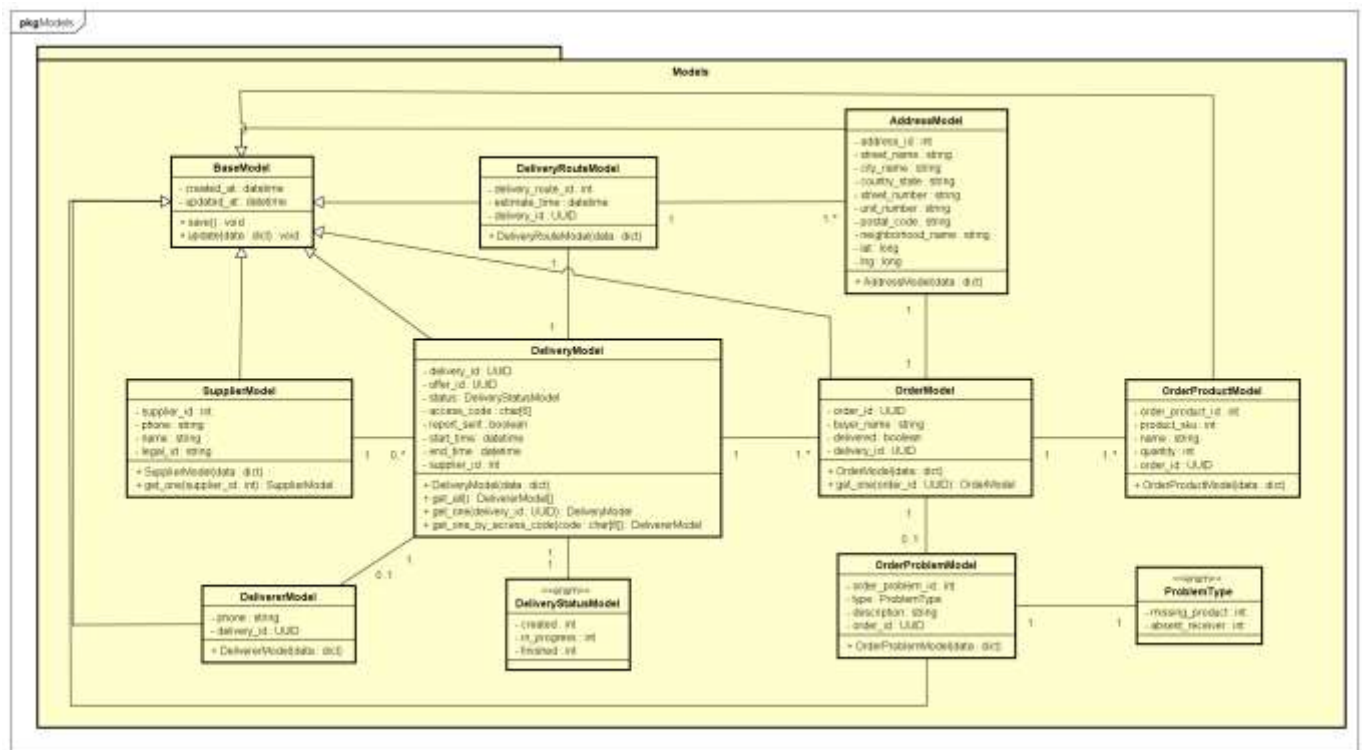 pkg Models
Models
BaseModel
- created_at : datetime
- updated_at : datetime
+ save() : void
+ update(data : dict) : void
DeliveryRouteModel
- delivery_route_id : int
- estimate_time : datetime
- delivery_id : UUID
+ DeliveryRouteModel(data : dict)
1
1..*
AddressModel
- address_id : int
- street_name : string
- city_name : string
- country_state : string
- street_number : string
- unit_number : string
- postal_code : string
- neighborhood_name : string
- lat : long
- lng : long
+ AddressModel(data : dict)
1
1
1
1
SupplierModel
- supplier_id : int
- phone : string
- name : string
- legal_id : string
+ SupplierModel(data : dict)
+ get_one(supplier_id : int) : SupplierModel
1
0..*
DeliveryModel
- delivery_id : UUID
- offer_id : UUID
- status : DeliveryStatusModel
- access_code : char[6]
- report_sent : boolean
- start_time : datetime
- end_time : datetime
- supplier_id : int
+ DeliveryModel(data : dict)
+ get_all() : DelivererModel[]
+ get_one(delivery_id : UUID) : DeliveryModel
+ get_one_by_access_code(code : char[6]) : DelivererModel
1
1..*
OrderModel
- order_id : UUID
- buyer_name : string
- delivered : boolean
- delivery_id : UUID
+ OrderModel(data : dict)
+ get_one(order_id : UUID) : OrderModel
1
1..*
OrderProductModel
- order_product_id : int
- product_sku : int
- name : string
- quantity : int
- order_id : UUID
+ OrderProductModel(data : dict)
1
0..1
DelivererModel
- phone : string
- delivery_id : UUID
+ DelivererModel(data : dict)
1
1
<<enum>>
DeliveryStatusModel
- created : int
- in_progress : int
- finished : int
1
0..1
OrderProblemModel
- order_problem_id : int
- type : ProblemType
- description : string
- order_id : UUID
+ OrderProblemModel(data : dict)
1
1
<<enum>>
ProblemType
- missing_product : int
- absent_receiver : int